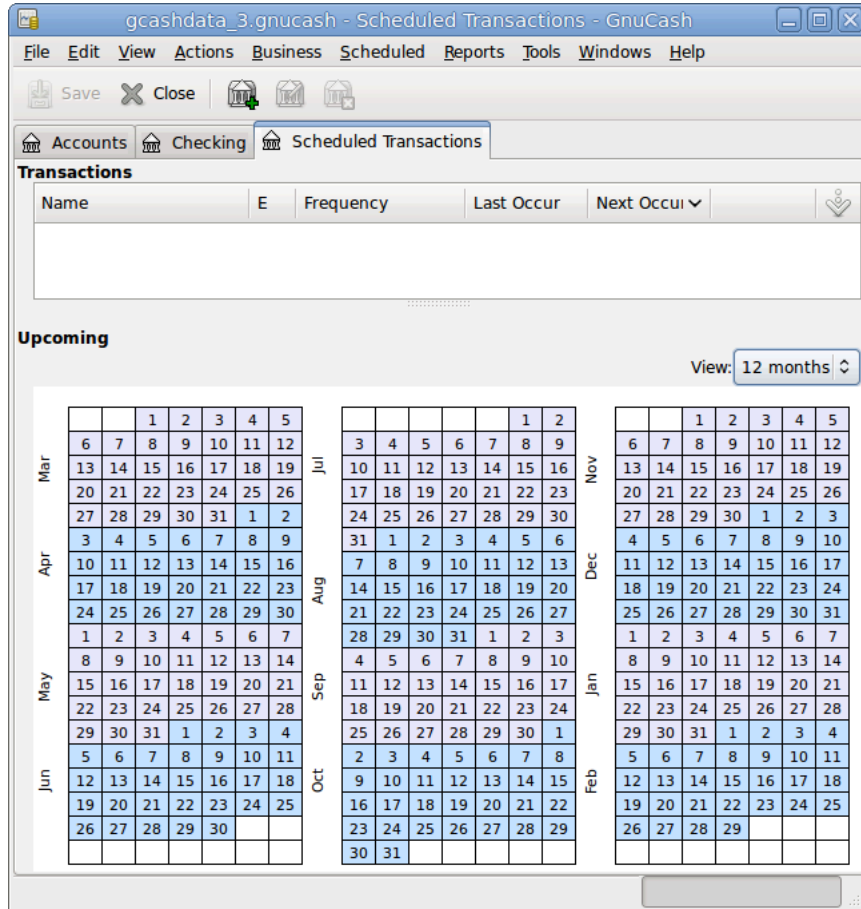 gcashdata_3.gnucash - Scheduled Transactions - GnuCash
File Edit View Actions Business Scheduled Reports Tools Windows Help
Save Close
Accounts Checking Scheduled Transactions
Transactions
Name E Frequency Last Occur Next Occur
Upcoming
View: 12 months
1 2 3 4 5 1 2 1 2 3 4 5
6 7 8 9 10 11 12 3 4 5 6 7 8 9 6 7 8 9 10 11 12
Mar 13 14 15 16 17 18 19 Jul 10 11 12 13 14 15 16 Nov 13 14 15 16 17 18 19
20 21 22 23 24 25 26 17 18 19 20 21 22 23 20 21 22 23 24 25 26
27 28 29 30 31 1 2 24 25 26 27 28 29 30 27 28 29 30 1 2 3
3 4 5 6 7 8 9 31 1 2 3 4 5 6 4 5 6 7 8 9 10
Apr 10 11 12 13 14 15 16 7 8 9 10 11 12 13 Dec 11 12 13 14 15 16 17
17 18 19 20 21 22 23 Aug 14 15 16 17 18 19 20 18 19 20 21 22 23 24
24 25 26 27 28 29 30 21 22 23 24 25 26 27 25 26 27 28 29 30 31
1 2 3 4 5 6 7 28 29 30 31 1 2 3 1 2 3 4 5 6 7
8 9 10 11 12 13 14 4 5 6 7 8 9 10 8 9 10 11 12 13 14
May 15 16 17 18 19 20 21 Sep 11 12 13 14 15 16 17 Jan 15 16 17 18 19 20 21
22 23 24 25 26 27 28 18 19 20 21 22 23 24 22 23 24 25 26 27 28
29 30 31 1 2 3 4 25 26 27 28 29 30 1 29 30 31 1 2 3 4
5 6 7 8 9 10 11 2 3 4 5 6 7 8 5 6 7 8 9 10 11
Jun 12 13 14 15 16 17 18 Oct 9 10 11 12 13 14 15 Feb 12 13 14 15 16 17 18
19 20 21 22 23 24 25 16 17 18 19 20 21 22 19 20 21 22 23 24 25
26 27 28 29 30 23 24 25 26 27 28 29 26 27 28 29
30 31